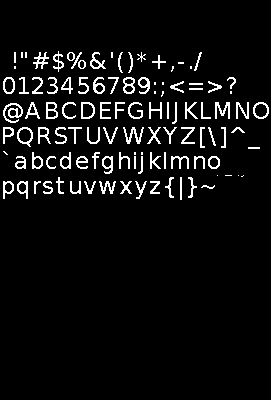 !"#$%&'()*+,-./
0123456789:;<=>?
@ABCDEFGHIJKLMNO
PQRSTUVWXYZ[\]^_
`abcdefghijklmno
pqrstuvwxyz{|}~